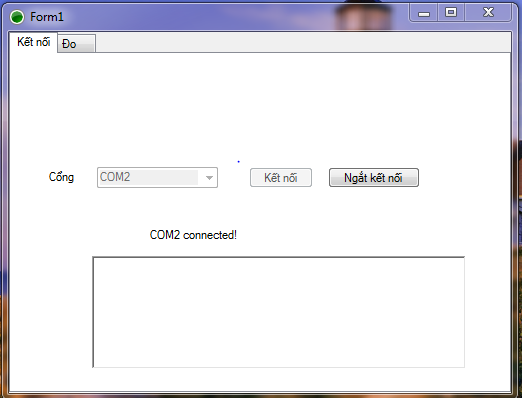 Form1
Kết nối
Đo
Cổng
COM2
Kết nối
Ngắt kết nối
COM2 connected!